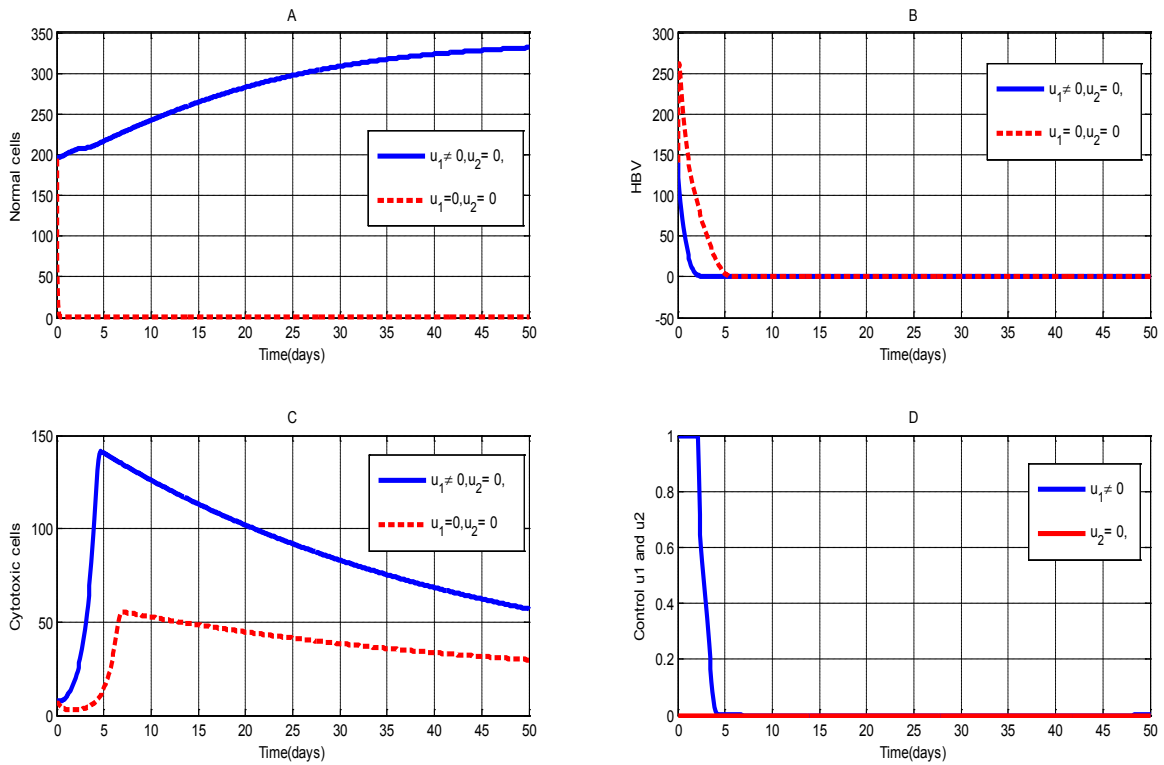 A
350
300
250
200
150
100
50
0
Normal cells
u1 ≠ 0,u2= 0,
u1=0,u2= 0
0 5 10 15 20 25 30 35 40 45 50
Time(days)
B
300
250
200
150
100
50
0
-50
HBV
u1 ≠ 0,u2= 0,
u1= 0,u2= 0
0 5 10 15 20 25 30 35 40 45 50
Time(days)
C
150
100
50
0
Cytotoxic cells
u1 ≠ 0,u2= 0,
u1=0,u2= 0
0 5 10 15 20 25 30 35 40 45 50
Time(days)
D
1
0.8
0.6
0.4
0.2
0
Control u1 and u2
u1 ≠ 0
u2= 0,
0 5 10 15 20 25 30 35 40 45 50
Time(days)